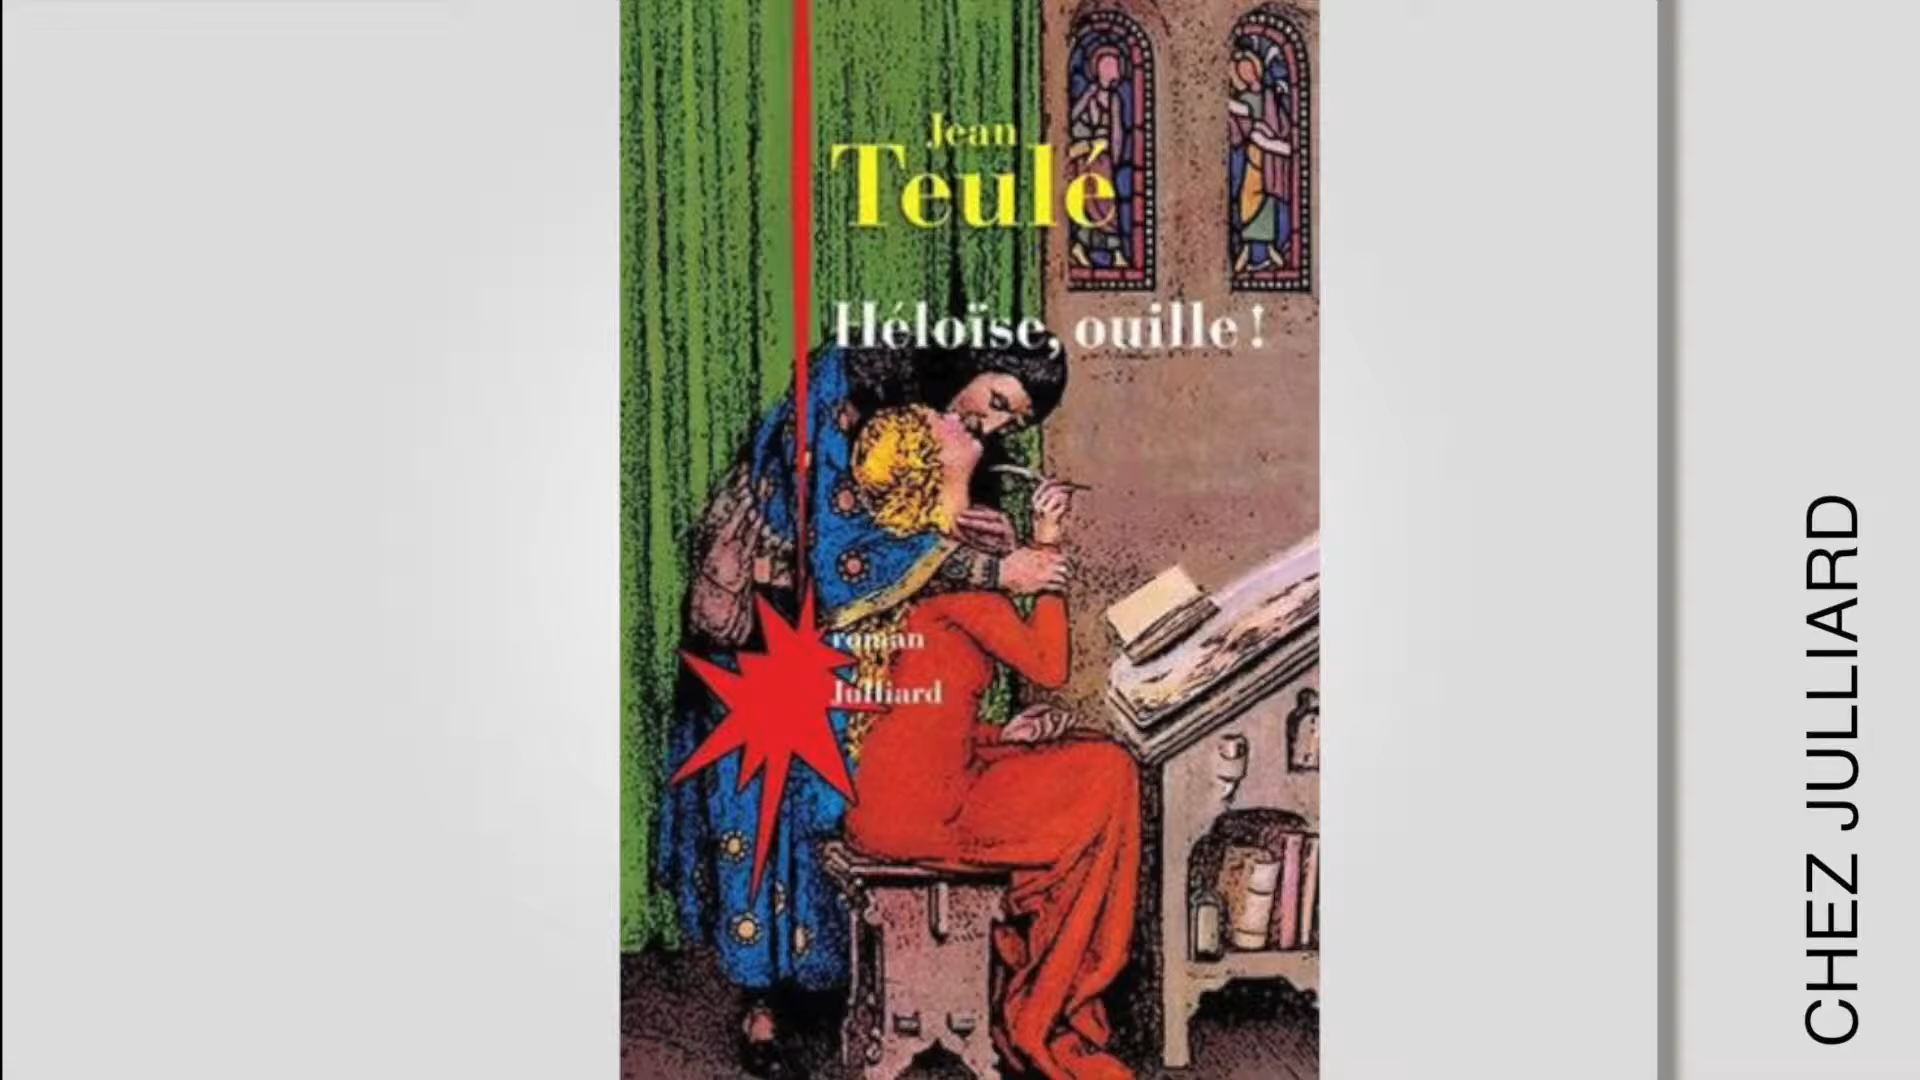 Jean
Teulé
Héloïse, ouille !
roman
Julliard
CHEZ JULLIARD